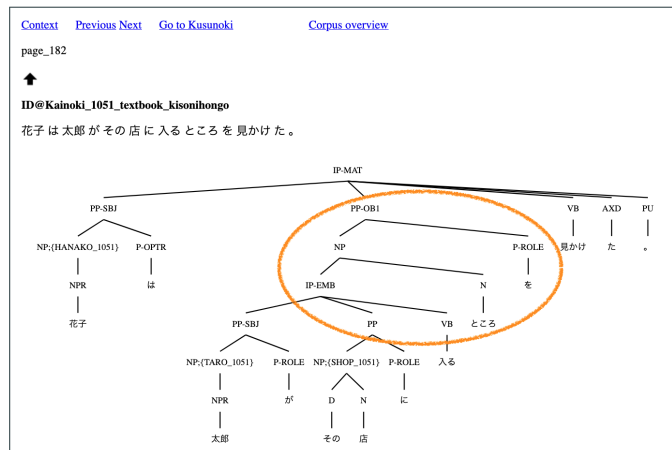 Context Previous Next Go to Kusunoki Corpus overview
page_182
ID@Kainoki_1051_textbook_kisonihongo
花子 は 太郎 が その 店 に 入る ところ を 見かけ た 。
IP-MAT
PP-SBJ PP-OB1 VB AXD PU
NP;{HANAKO_1051} P-OPTR NP P-ROLE 見かけ た 。
NPR は IP-EMB N を
花子 PP-SBJ PP VB ところ
NP;{TARO_1051} P-ROLE NP;{SHOP_1051} P-ROLE 入る
NPR が D N に
太郎 その 店